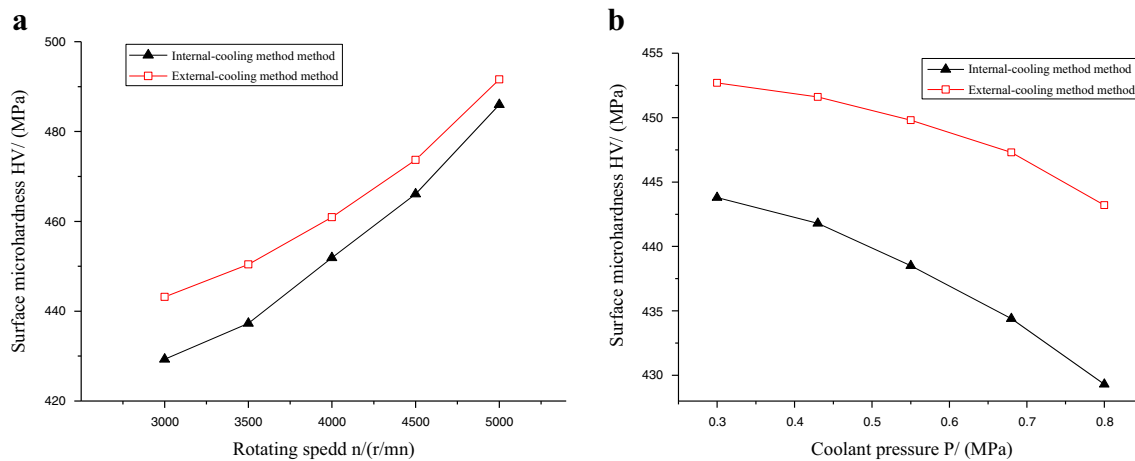 a
500
480
460
440
420
Surface microhardness HV/ (MPa)
Internal-cooling method method
External-cooling method method
3000 3500 4000 4500 5000
Rotating spedd n/(r/mn)
b
455
450
445
440
435
430
Surface microhardness HV/ (MPa)
Internal-cooling method method
External-cooling method method
0.3 0.4 0.5 0.6 0.7 0.8
Coolant pressure P/ (MPa)